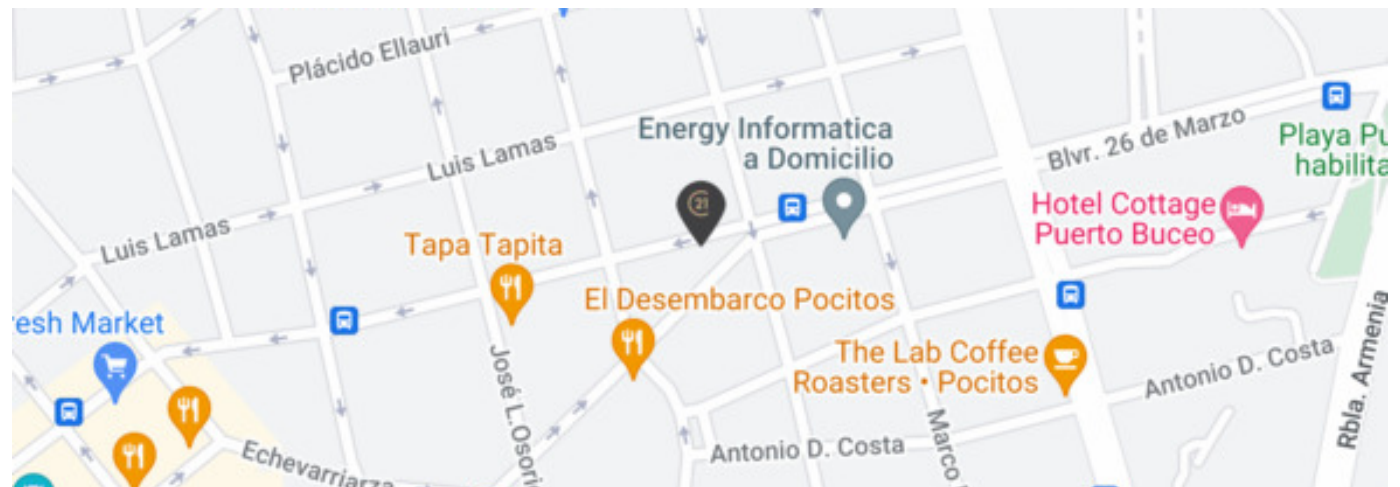 Plácido Ellauri
Energy Informatica
a Domicilio
Blvr. 26 de Marzo
Playa Pu
habilita
Luis Lamas
21
Hotel Cottage
Puerto Buceo
Luis Lamas
Tapa Tapita
El Desembarco Pocitos
resh Market
The Lab Coffee
Roasters • Pocitos
José L. Osori
Antonio D. Costa
Rbla. Armenia
Marco
Antonio D. Costa
Echevarriarza